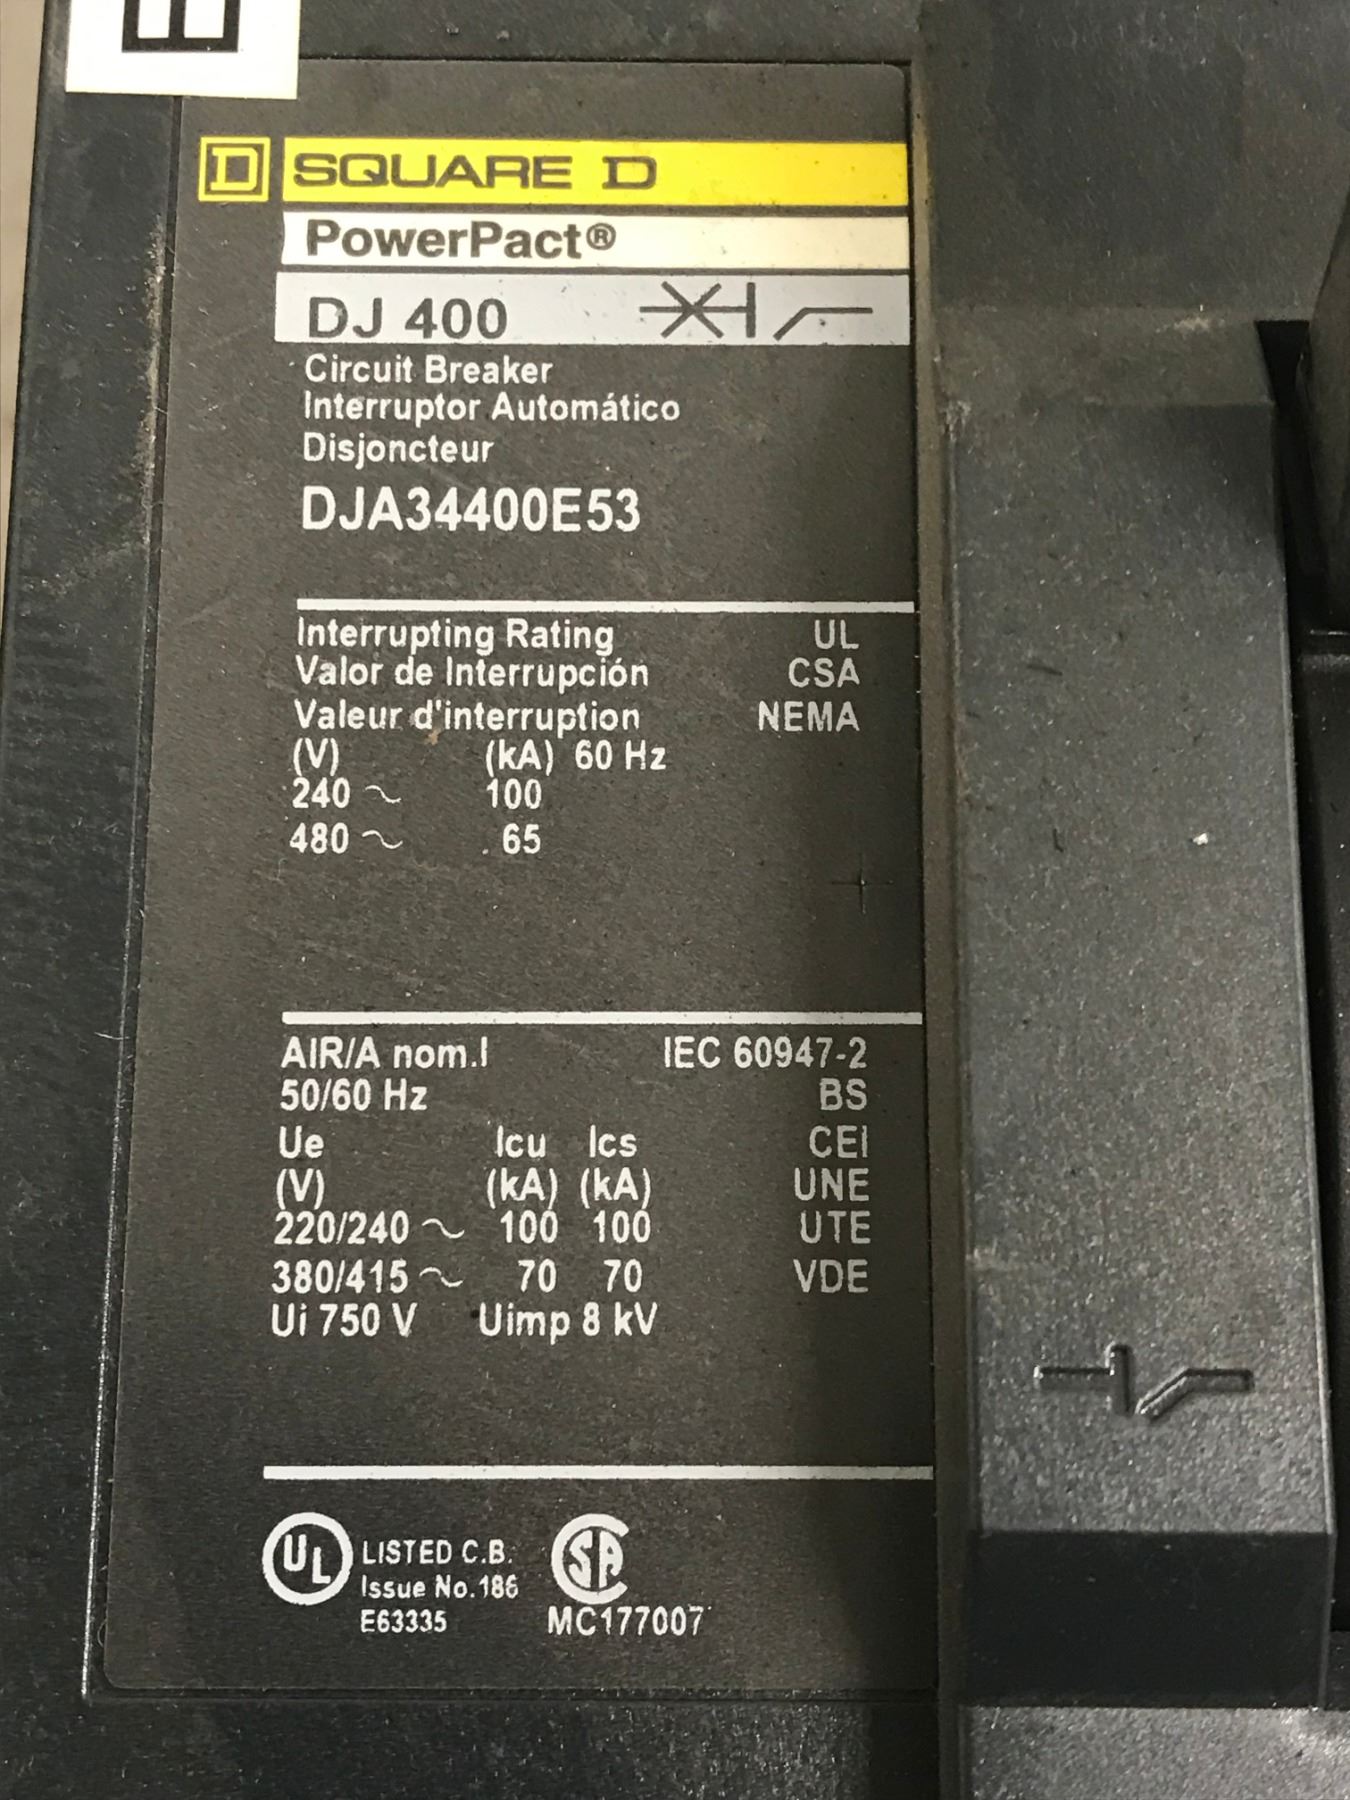 D SQUARE D
PowerPact®
DJ 400
Circuit Breaker
Interruptor Automático
Disjoncteur
DJA34400E53
Interrupting Rating UL
Valor de Interrupción CSA
Valeur d'interruption NEMA
(V) (kA) 60 Hz
240 ~ 100
480 ~ 65
AIR/A nom.I IEC 60947-2
50/60 Hz BS
Ue Icu Ics CEI
(V) (kA) (kA) UNE
220/240 ~ 100 100 UTE
380/415 ~ 70 70 VDE
Ui 750 V Uimp 8 kV
UL LISTED C.B. SA
Issue No. 186
E63335 MC177007